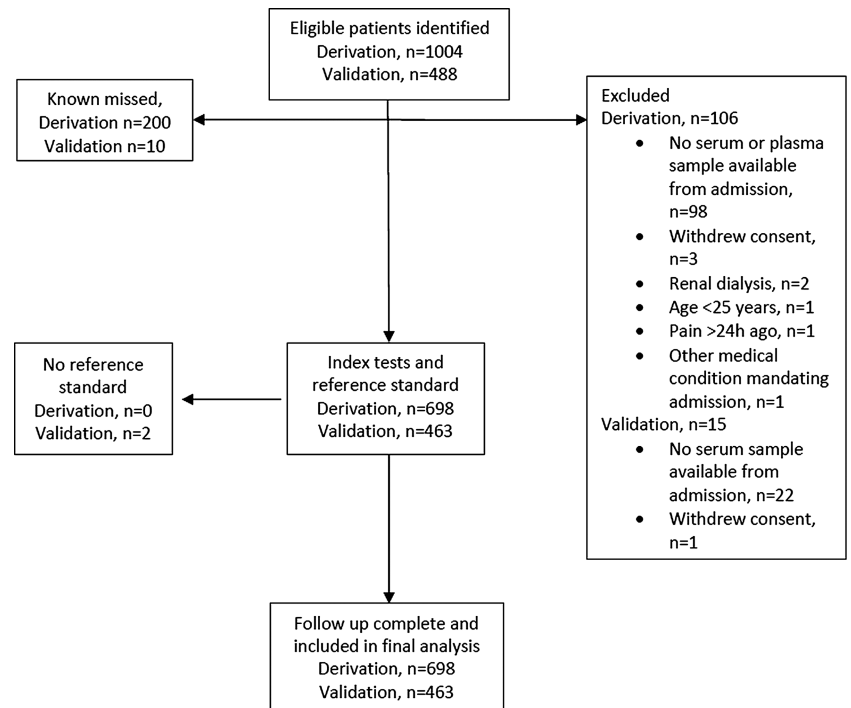 Eligible patients identified
Derivation, n=1004
Validation, n=488
Known missed,
Derivation n=200
Validation n=10
Excluded
Derivation, n=106
• No serum or plasma
sample available
from admission,
n=98
• Withdrew consent,
n=3
• Renal dialysis, n=2
• Age <25 years, n=1
• Pain >24h ago, n=1
• Other medical
condition mandating
admission, n=1
Validation, n=15
• No serum sample
available from
admission, n=22
• Withdrew consent,
n=1
Index tests and
reference standard
Derivation, n=698
Validation, n=463
No reference
standard
Derivation, n=0
Validation, n=2
Follow up complete and
included in final analysis
Derivation, n=698
Validation, n=463